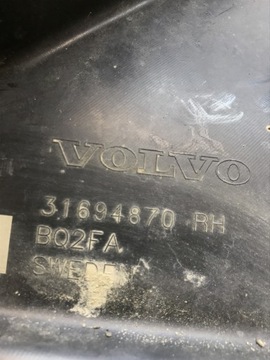 VOLVO
31694870 RH
BQ2FA
SWEDEN